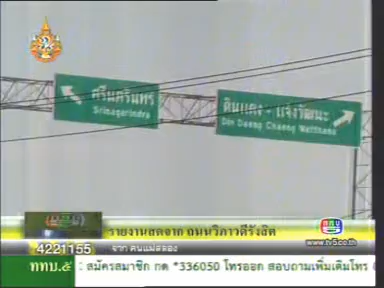 ศรีนครินทร์
Srinagarindra
ดินแดง - แจ้งวัฒนะ
Din Daeng Chaeng Watthana
รายงานสดจาก ถนนวิภาวดีรังสิต
4221155
จาก คนแม่สอง
www.tv5.co.th
ททบ.๕ : สมัครสมาชิก กด *336050 โทรออก สอบถามเพิ่มเติมโทร